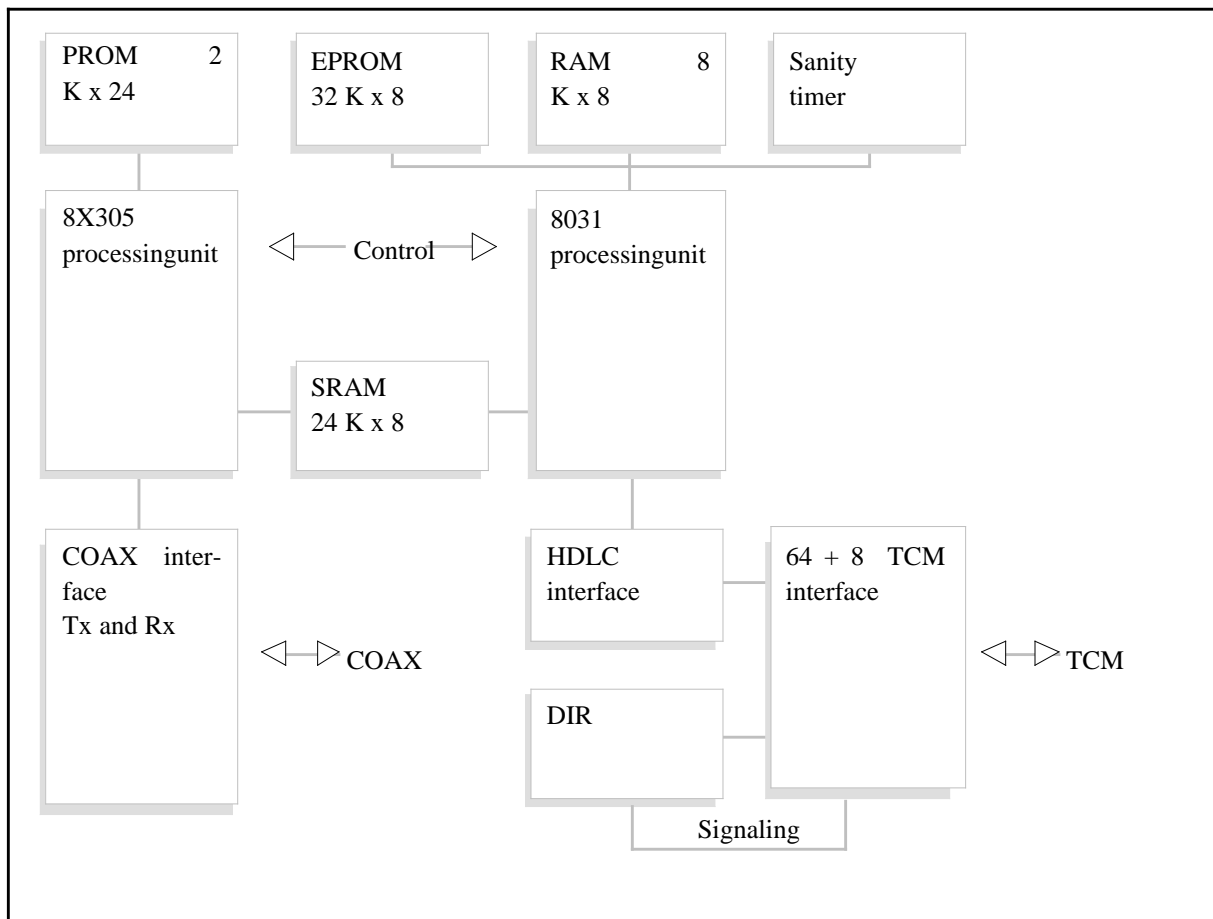 PROM 2
K x 24
EPROM
32 K x 8
RAM 8
K x 8
Sanity
timer
8X305
processingunit
Control
8031
processingunit
SRAM
24 K x 8
COAX inter-
face
Tx and Rx
COAX
HDLC
interface
64 + 8 TCM
interface
TCM
DIR
Signaling